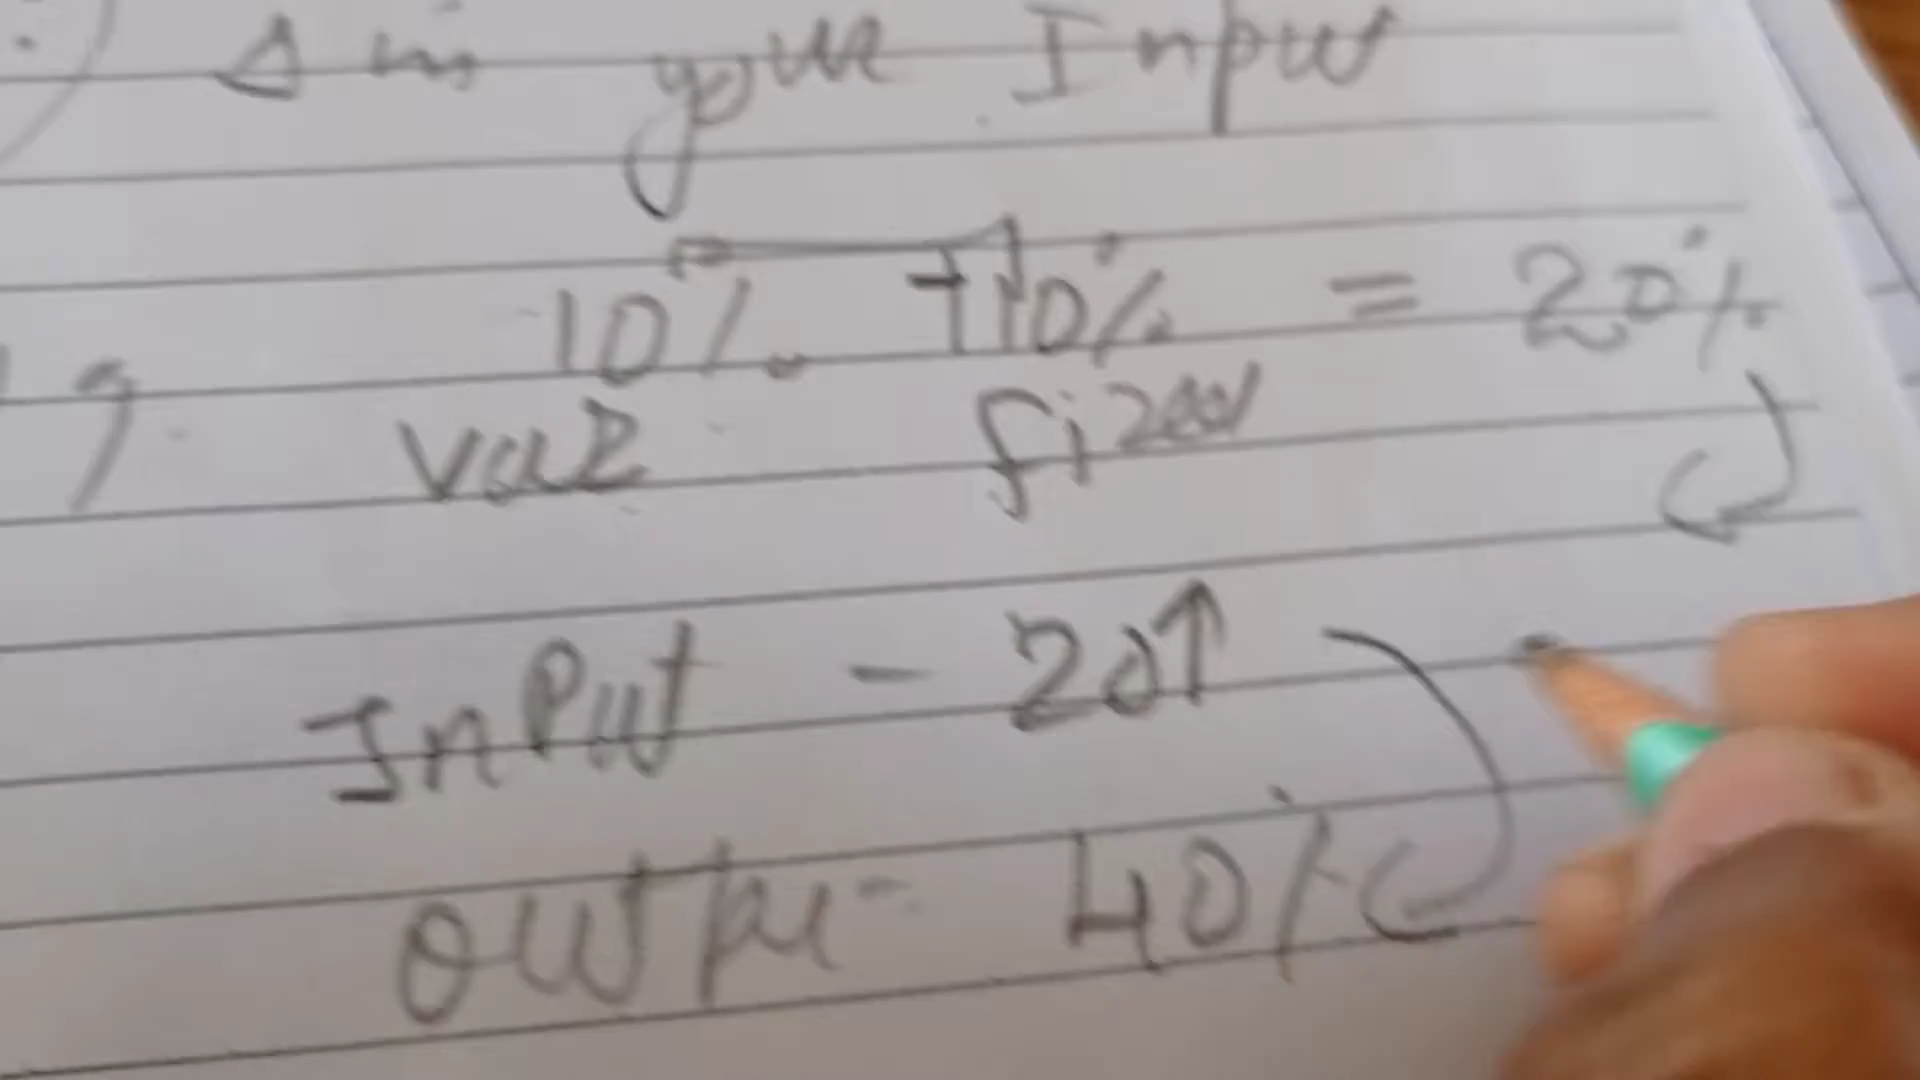 Δ in your Input
10% + 10% = 20%
var fixed
Input - 20↑
output - 40%